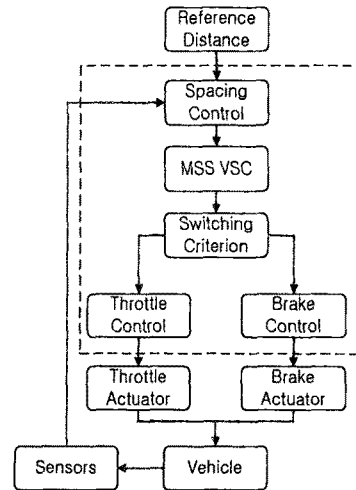 Reference
Distance
Spacing
Control
MSS VSC
Switching
Criterion
Throttle
Control
Brake
Control
Throttle
Actuator
Brake
Actuator
Sensors
Vehicle